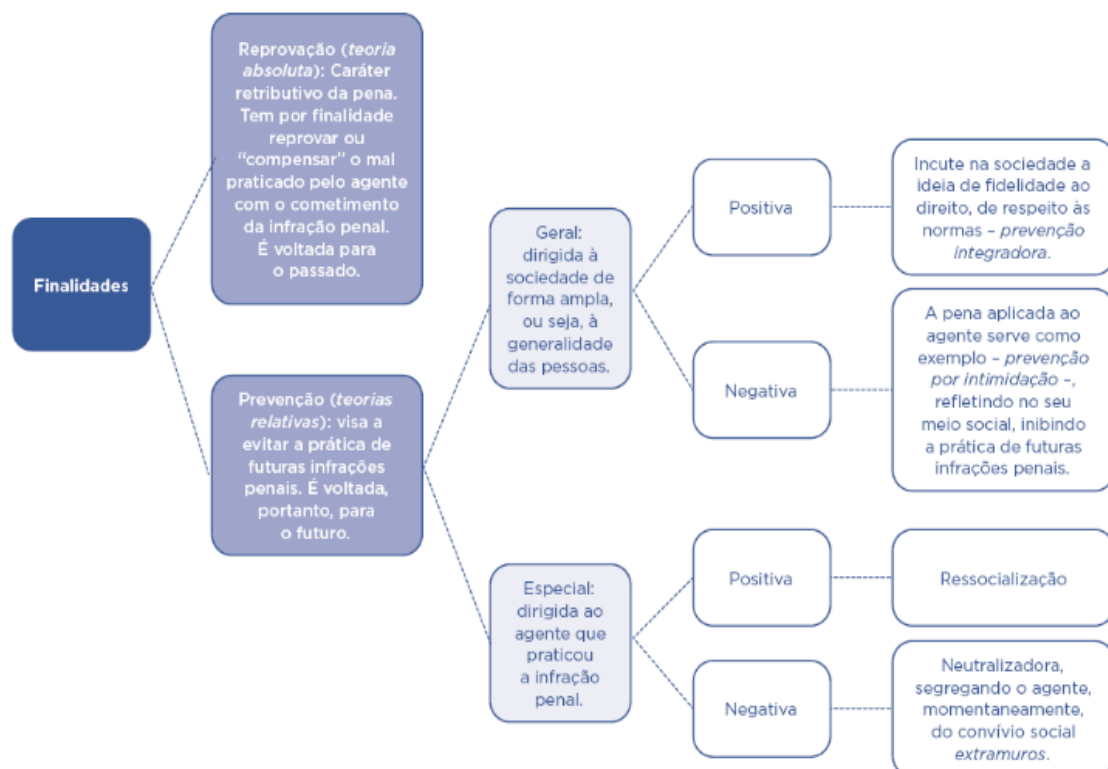 Finalidades
Reprovação (teoria
absoluta): Caráter
retributivo da pena.
Tem por finalidade
reprovar ou
“compensar” o mal
praticado pelo agente
com o cometimento
da infração penal.
É voltada para
o passado.
Prevenção (teorias
relativas): visa a
evitar a prática de
futuras infrações
penais. É voltada,
portanto, para
o futuro.
Geral:
dirigida à
sociedade de
forma ampla,
ou seja, à
generalidade
das pessoas.
Positiva
Incute na sociedade a
ideia de fidelidade ao
direito, de respeito às
normas – prevenção
integradora.
Negativa
A pena aplicada ao
agente serve como
exemplo – prevenção
por intimidação –,
refletindo no seu
meio social, inibindo
a prática de futuras
infrações penais.
Especial:
dirigida ao
agente que
praticou
a infração
penal.
Positiva
Ressocialização
Negativa
Neutralizadora,
segregando o agente,
momentaneamente,
do convívio social
extramuros.